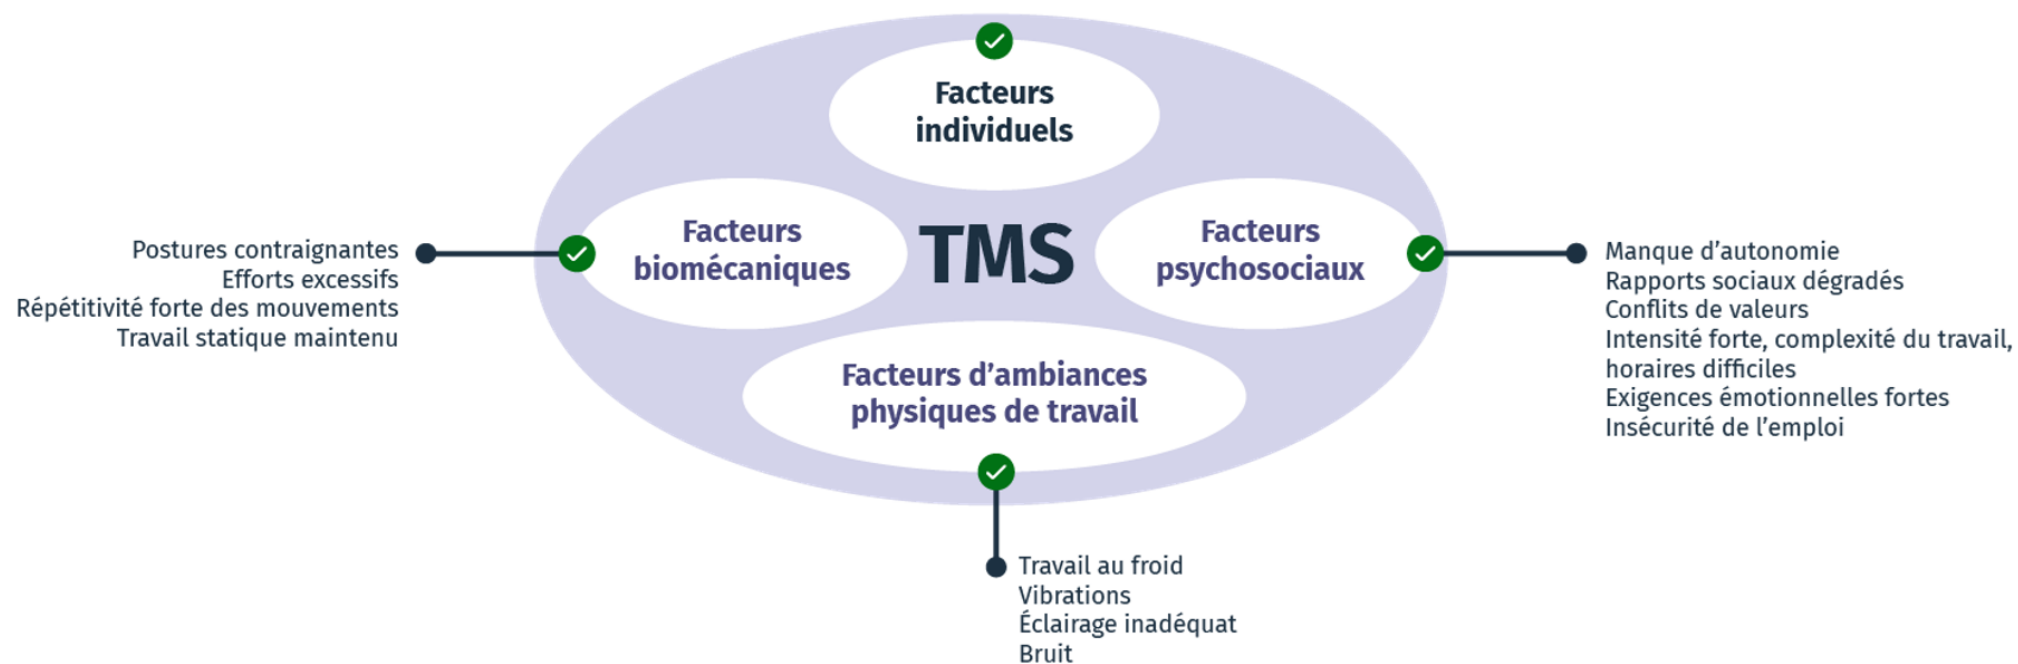 Facteurs
individuels
Facteurs
biomécaniques
TMS
Facteurs
psychosociaux
Facteurs d’ambiances
physiques de travail
Postures contraignantes
Efforts excessifs
Répétitivité forte des mouvements
Travail statique maintenu
Manque d’autonomie
Rapports sociaux dégradés
Conflits de valeurs
Intensité forte, complexité du travail,
horaires difficiles
Exigences émotionnelles fortes
Insécurité de l’emploi
Travail au froid
Vibrations
Éclairage inadéquat
Bruit